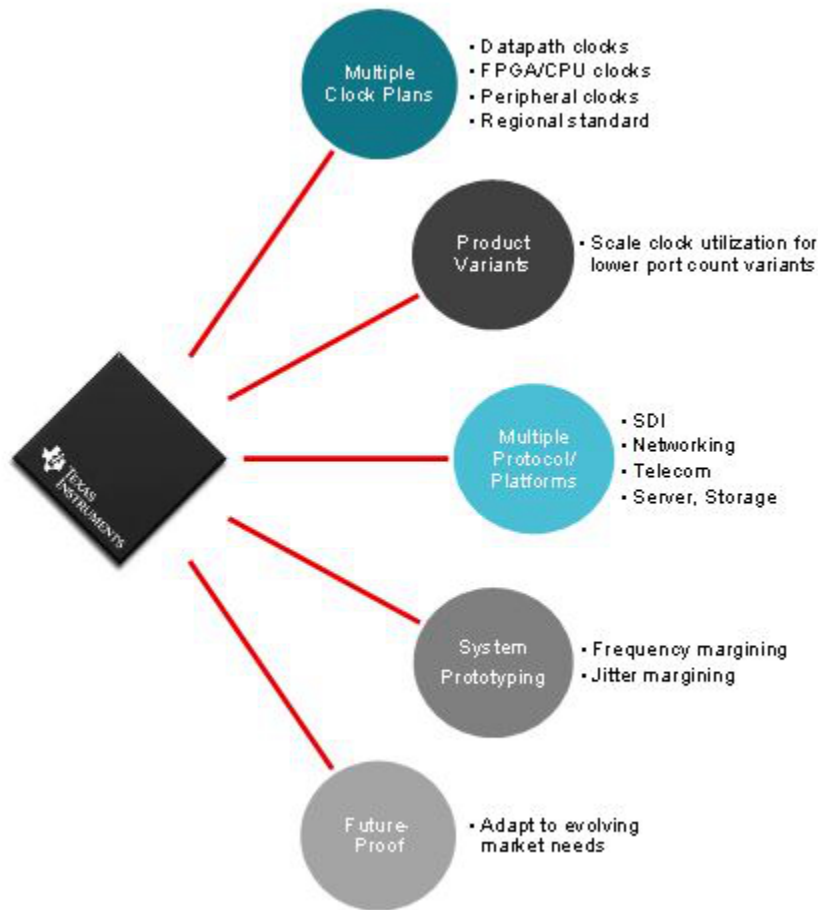 Multiple
Clock Plans
• Datapath clocks
• FPGA/CPU clocks
• Peripheral clocks
• Regional standard
Product
Variants
• Scale clock utilization for
lower port count variants
TEXAS
INSTRUMENTS
Multiple
Protocol/
Platforms
• SDI
• Networking
• Telecom
• Server, Storage
System
Prototyping
• Frequency margining
• Jitter margining
Future-
Proof
• Adapt to evolving
market needs